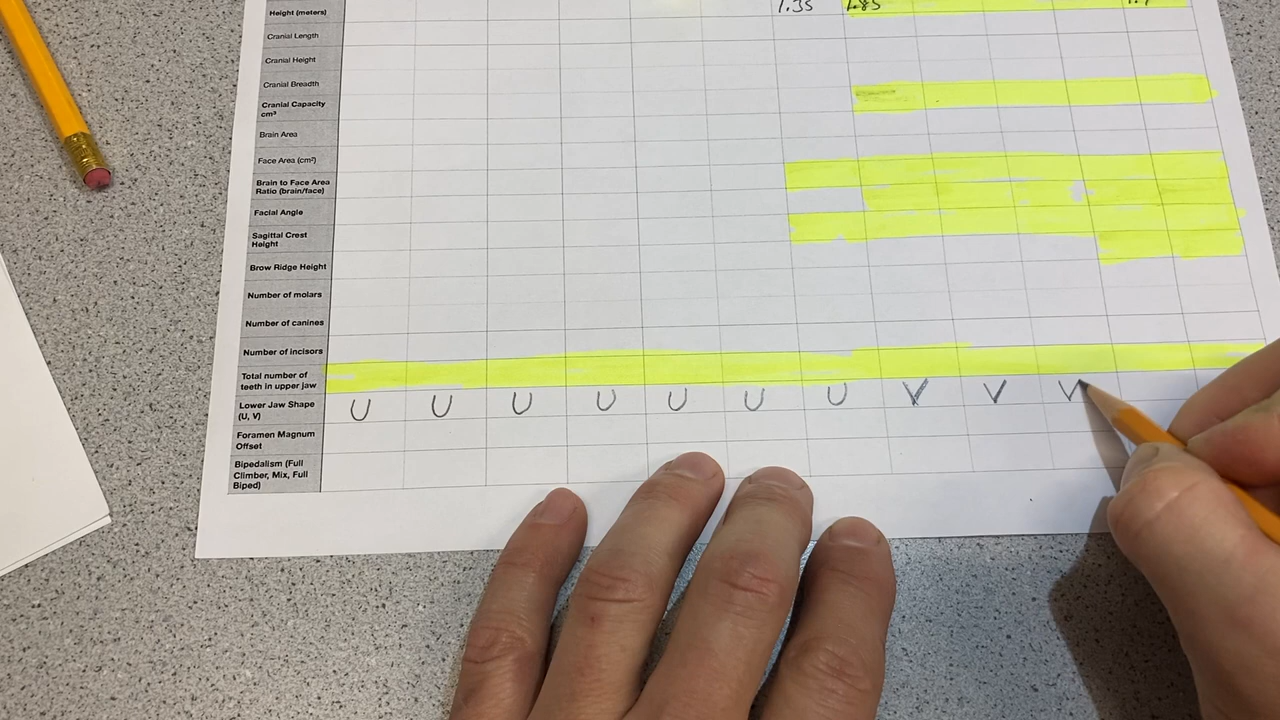 Height (meters) 1.35 1.85
Cranial Length
Cranial Height
Cranial Breadth
Cranial Capacity
cm³
Brain Area
Face Area (cm²)
Brain to Face Area
Ratio (brain/face)
Facial Angle
Sagittal Crest
Height
Brow Ridge Height
Number of molars
Number of canines
Number of incisors
Total number of
teeth in upper jaw
Lower Jaw Shape
(U, V) U U U U U U U V V V
Foramen Magnum
Offset
Bipedalism (Full
Climber, Mix, Full
Biped)